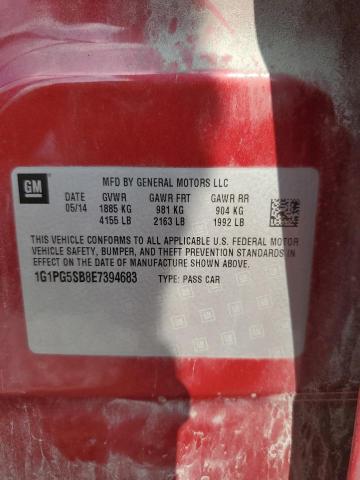 GM
MFD BY GENERAL MOTORS LLC
DATE GVWR GAWR FRT GAWR RR
05/14 1885 KG 981 KG 904 KG
4155 LB 2163 LB 1992 LB
THIS VEHICLE CONFORMS TO ALL APPLICABLE U.S. FEDERAL MOTOR
VEHICLE SAFETY, BUMPER, AND THEFT PREVENTION STANDARDS IN
EFFECT ON THE DATE OF MANUFACTURE SHOWN ABOVE.
1G1PG5SB8E7394683 TYPE: PASS CAR